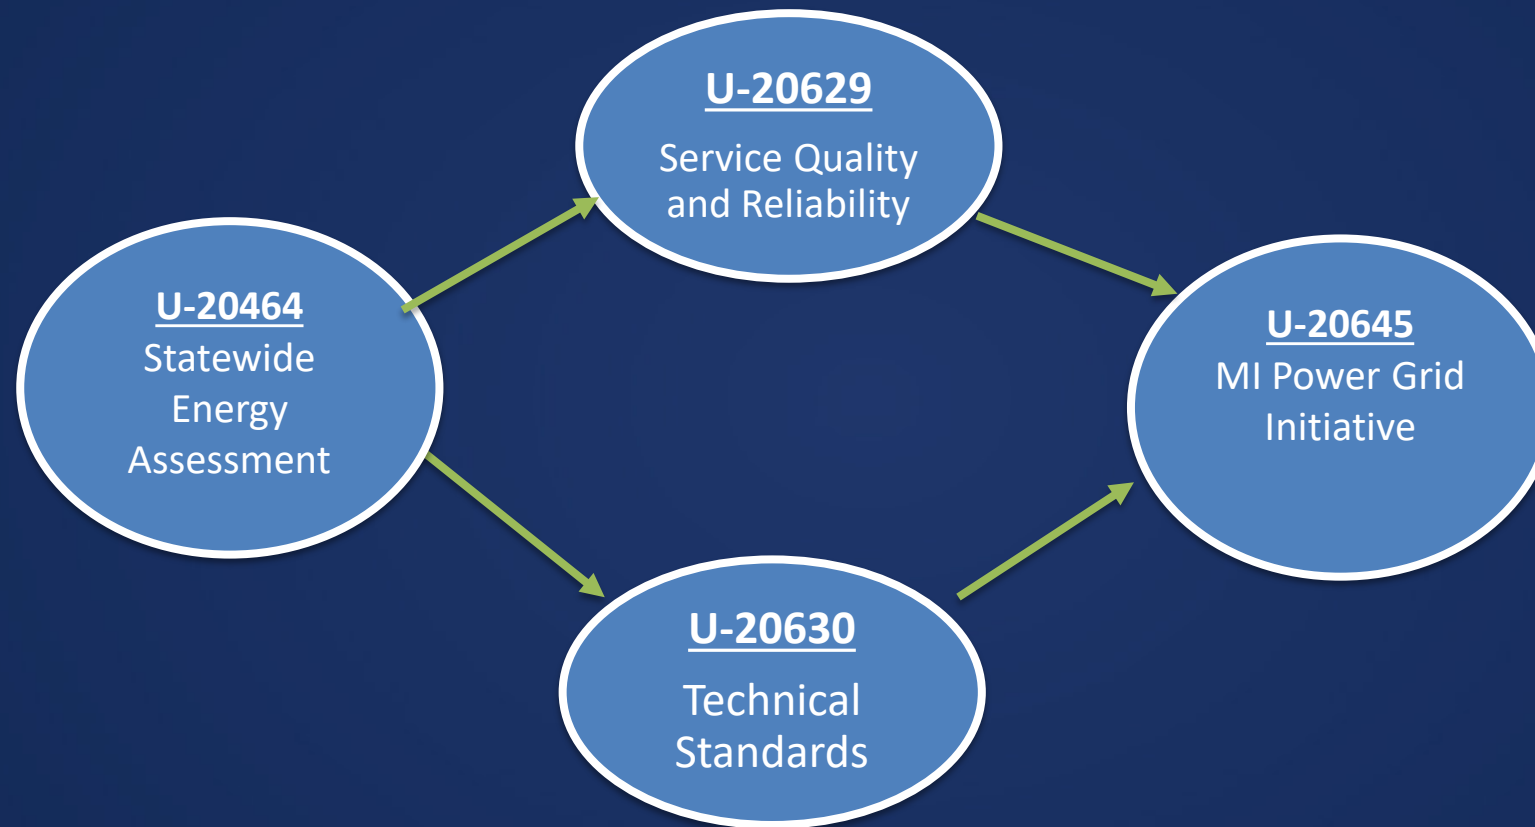 U-20629
Service Quality
and Reliability
U-20464
Statewide
Energy
Assessment
U-20645
MI Power Grid
Initiative
U-20630
Technical
Standards